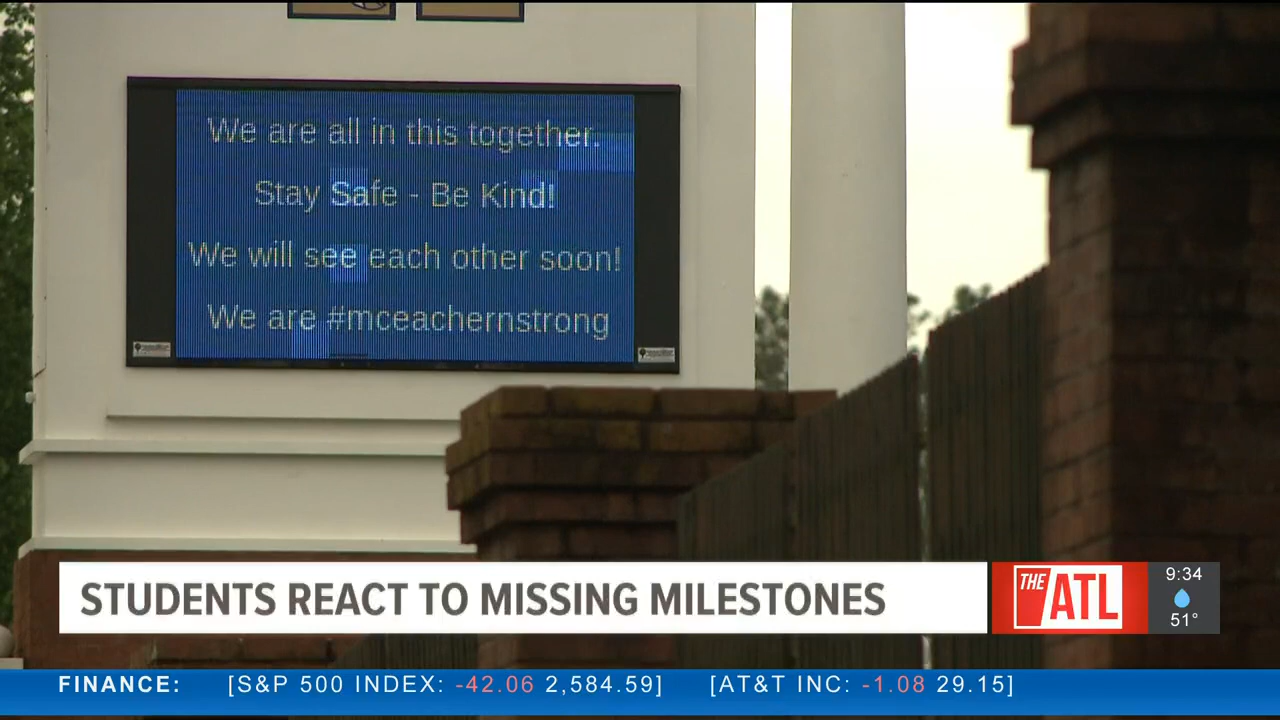 We are all in this together.
Stay Safe - Be Kind!
We will see each other soon!
We are #mceachernstrong
STUDENTS REACT TO MISSING MILESTONES
THE ATL
9:34
51°
FINANCE: [S&P 500 INDEX: -42.06 2,584.59] [AT&T INC: -1.08 29.15]